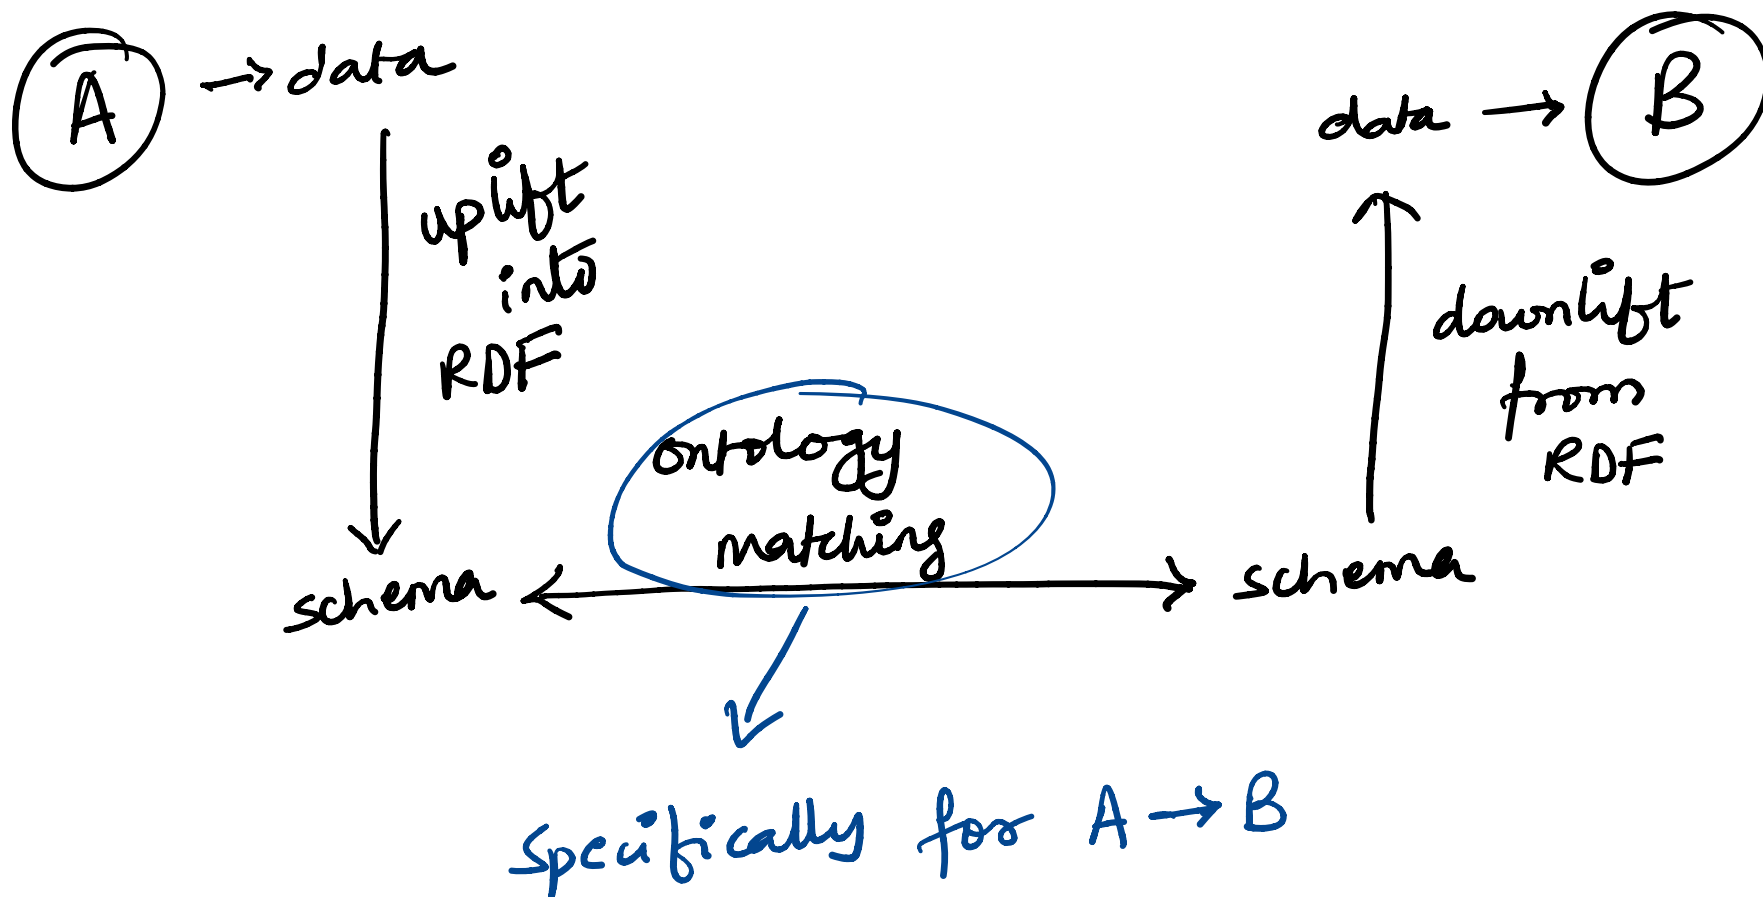 A → data
uplift
into
RDF
schema
ontology
matching
data → B
downlift
from
RDF
schema
specifically for A → B